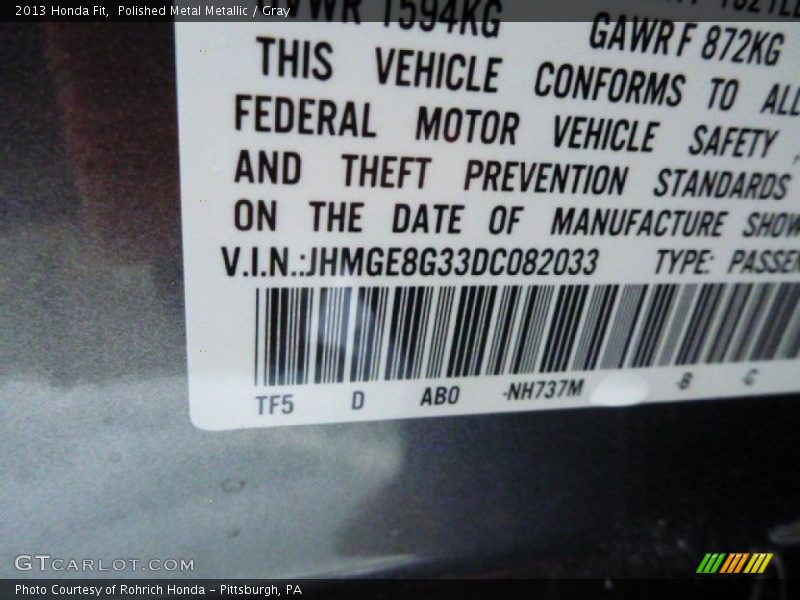 2013 Honda Fit, Polished Metal Metallic / Gray
1594KG GAWR F 872KG
THIS VEHICLE CONFORMS TO ALL
FEDERAL MOTOR VEHICLE SAFETY
AND THEFT PREVENTION STANDARDS
ON THE DATE OF MANUFACTURE SHOW
V.I.N.:JHMGE8G33DC082033 TYPE: PASSEN
TF5 D AB0 -NH737M -B -C
GTCARLOT.COM
Photo Courtesy of Rohrich Honda - Pittsburgh, PA